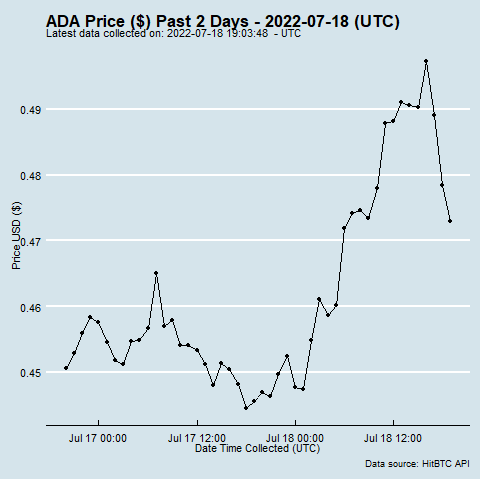 ADA Price ($) Past 2 Days - 2022-07-18 (UTC)
Latest data collected on: 2022-07-18 19:03:48 - UTC
Price USD ($)
0.49
0.48
0.47
0.46
0.45
Jul 17 00:00
Jul 17 12:00
Jul 18 00:00
Jul 18 12:00
Date Time Collected (UTC)
Data source: HitBTC API